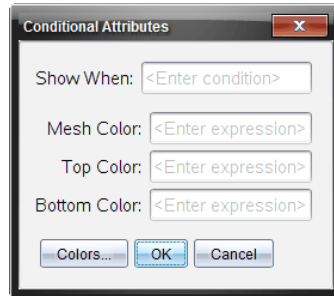 Conditional Attributes
Show When: <Enter condition>
Mesh Color: <Enter expression>
Top Color: <Enter expression>
Bottom Color: <Enter expression>
Colors... OK Cancel